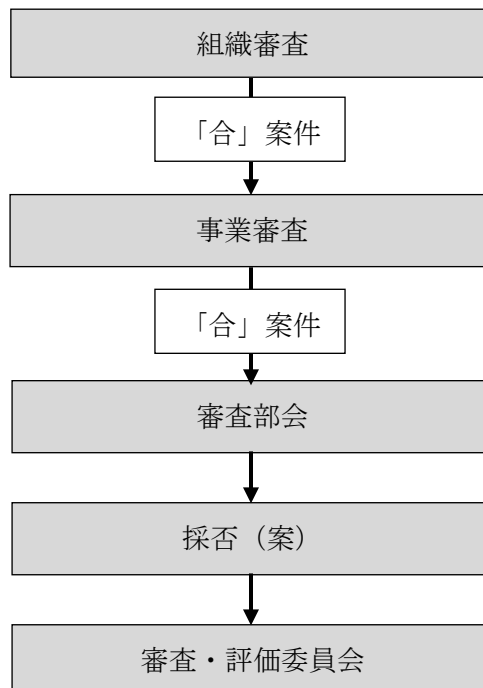 組織審査
「合」案件
事業審査
「合」案件
審査部会
採否（案）
審査・評価委員会